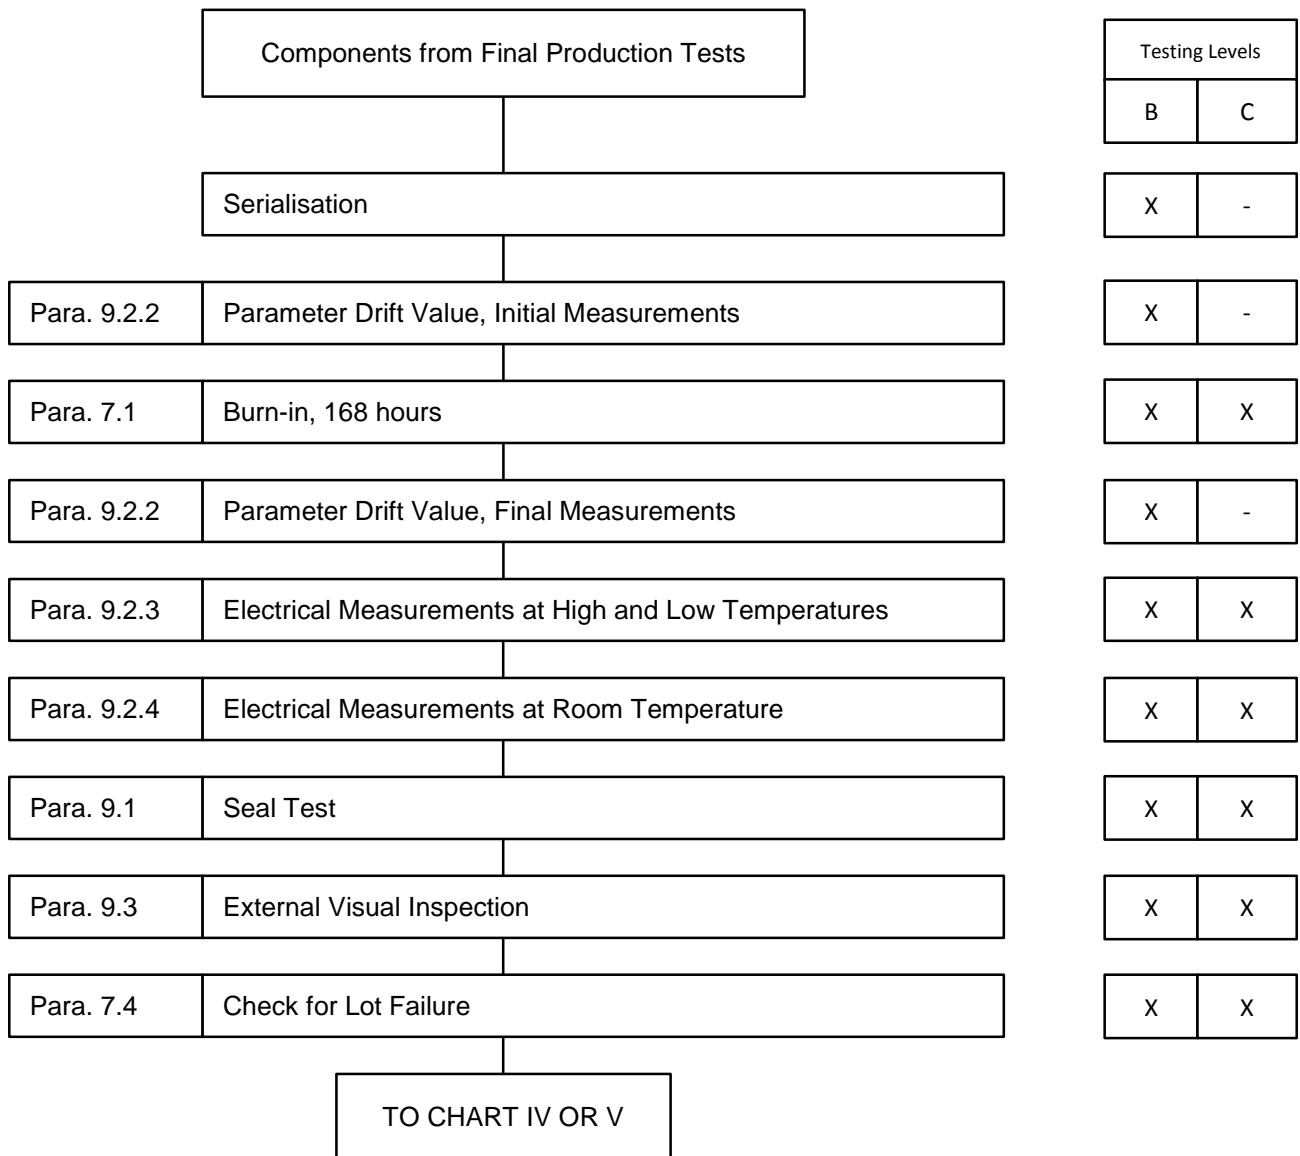 Components from Final Production Tests
Testing Levels
B C
Serialisation X -
Para. 9.2.2 Parameter Drift Value, Initial Measurements X -
Para. 7.1 Burn-in, 168 hours X X
Para. 9.2.2 Parameter Drift Value, Final Measurements X -
Para. 9.2.3 Electrical Measurements at High and Low Temperatures X X
Para. 9.2.4 Electrical Measurements at Room Temperature X X
Para. 9.1 Seal Test X X
Para. 9.3 External Visual Inspection X X
Para. 7.4 Check for Lot Failure X X
TO CHART IV OR V